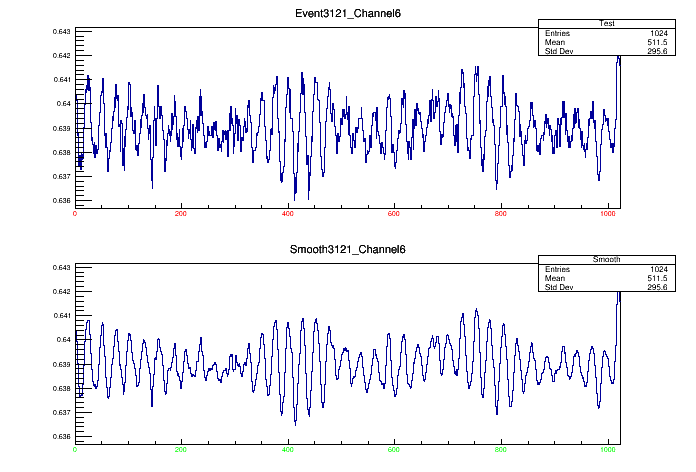 Event3121_Channel6
Test
Entries 1024
Mean 511.5
Std Dev 295.6
0.643
0.642
0.641
0.64
0.639
0.638
0.637
0.636
0 200 400 600 800 1000
Smooth3121_Channel6
Smooth
Entries 1024
Mean 511.5
Std Dev 295.6
0.643
0.642
0.641
0.64
0.639
0.638
0.637
0.636
0 200 400 600 800 1000